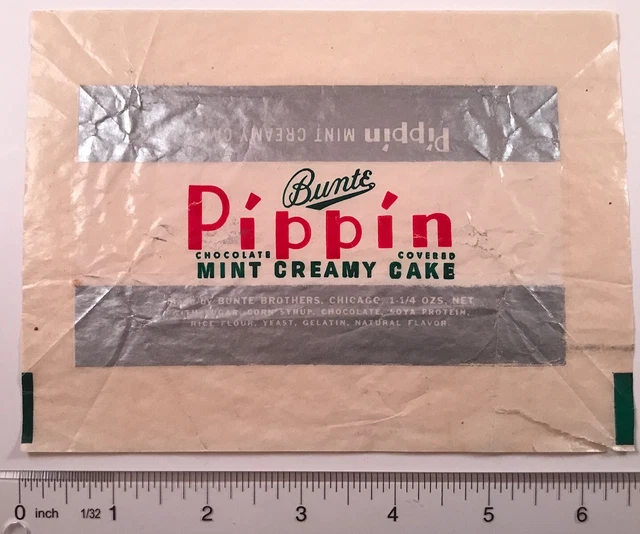 Pippin MINT CREAMY CAKE
Bunte
Pippin
CHOCOLATE COVERED
MINT CREAMY CAKE
by BUNTE BROTHERS, CHICAGO, 1-1/4 OZS. NET
SUGAR, CORN SYRUP, CHOCOLATE, SOYA PROTEIN,
RICE FLOUR, YEAST, GELATIN, NATURAL FLAVOR.
0 inch 1/32 1 2 3 4 5 6